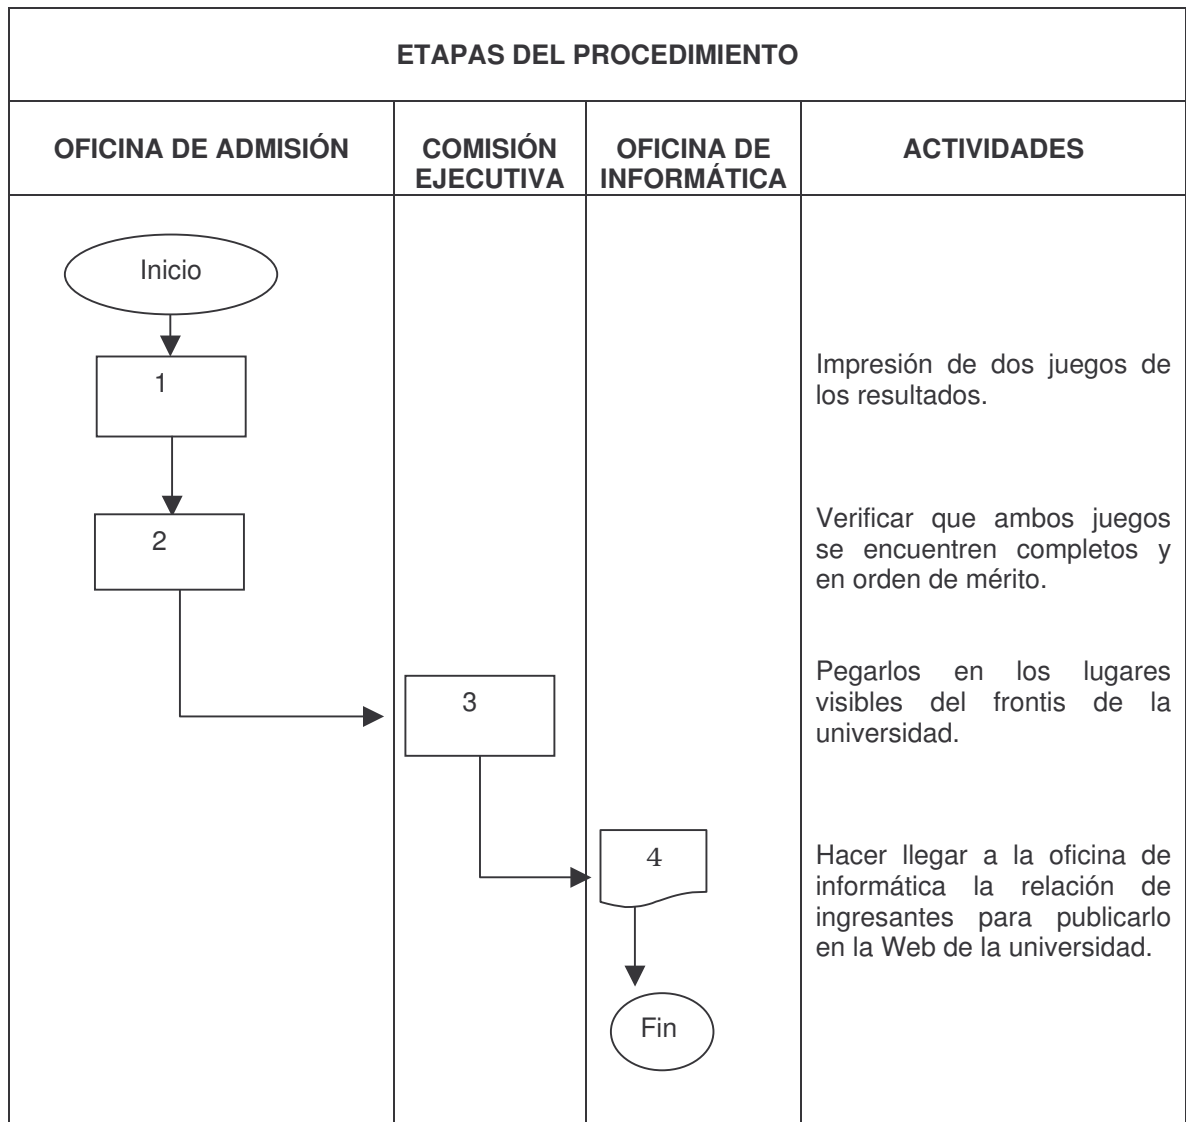 ETAPAS DEL PROCEDIMIENTO
OFICINA DE ADMISIÓN
COMISIÓN
EJECUTIVA
OFICINA DE
INFORMÁTICA
ACTIVIDADES
Inicio
1
Impresión de dos juegos de
los resultados.
2
Verificar que ambos juegos
se encuentren completos y
en orden de mérito.
3
Pegarlos en los lugares
visibles del frontis de la
universidad.
4
Hacer llegar a la oficina de
informática la relación de
ingresantes para publicarlo
en la Web de la universidad.
Fin